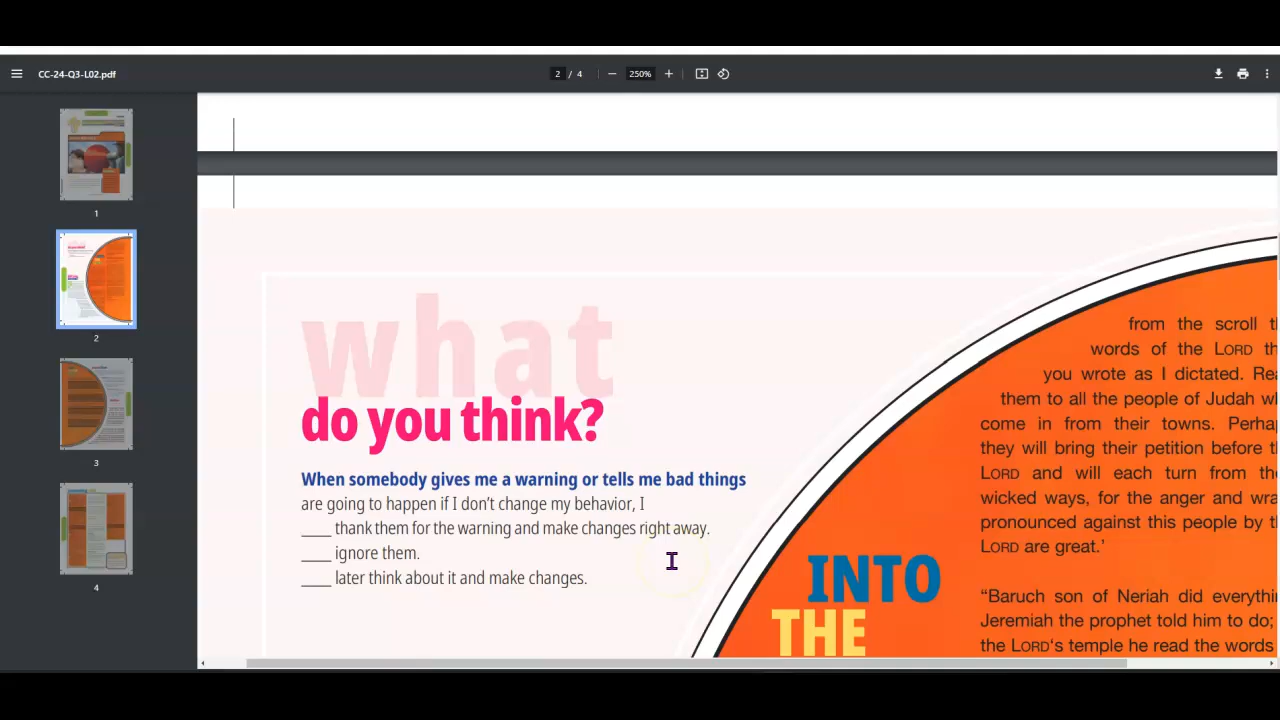 CC-24-Q3-L02.pdf
2 / 4
250%
1
2
3
4
what
do you think?
When somebody gives me a warning or tells me bad things
are going to happen if I don't change my behavior, I
____ thank them for the warning and make changes right away.
____ ignore them.
____ later think about it and make changes.
INTO
THE
from the scroll
words of the LORD
you wrote as I dictated.
them to all the people of Judah
come in from their towns.
they will bring their petition before
LORD and will each turn from
wicked ways, for the anger and
pronounced against this people by
LORD are great.'
"Baruch son of Neriah did
Jeremiah the prophet told him to do;
the LORD's temple he read the words